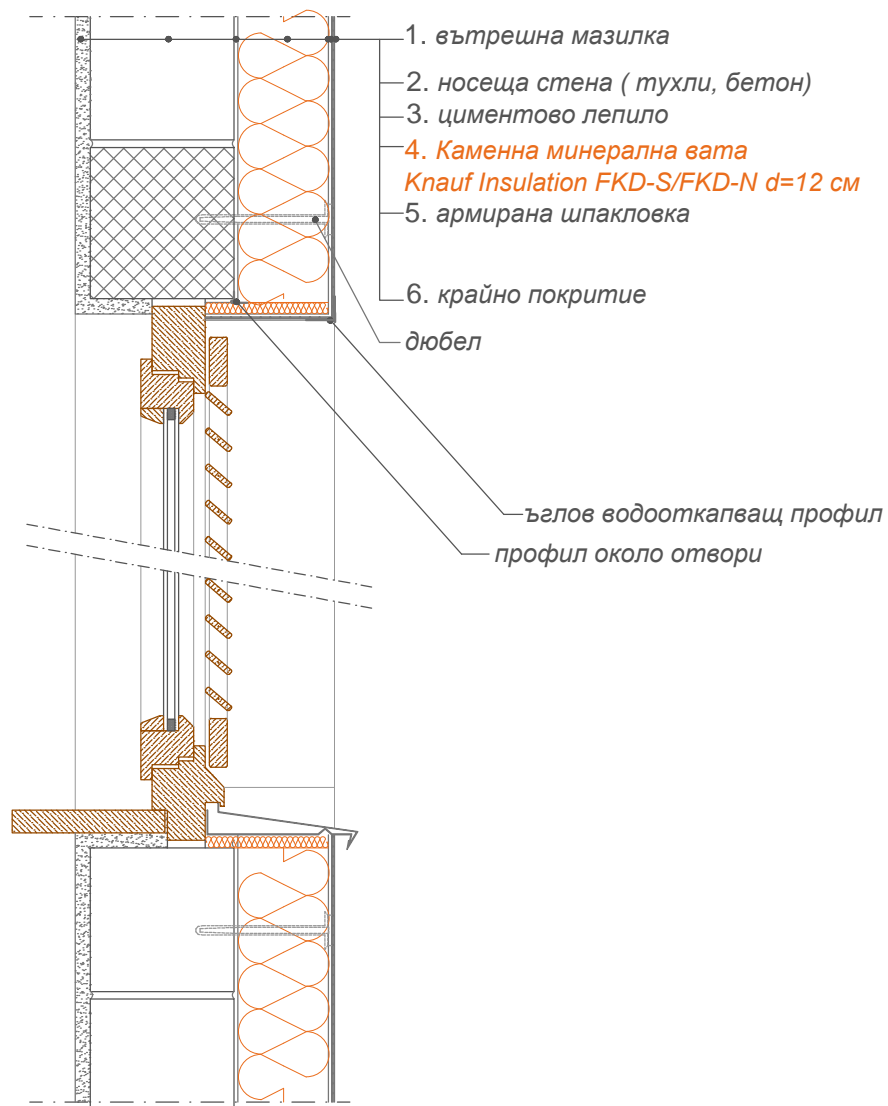 1. вътрешна мазилка
2. носеща стена ( тухли, бетон)
3. циментово лепило
4. Каменна минерална вата
Knauf Insulation FKD-S/FKD-N d=12 см
5. армирана шпакловка
6. крайно покритие
дюбел
ъглов водооткапващ профил
профил около отвори